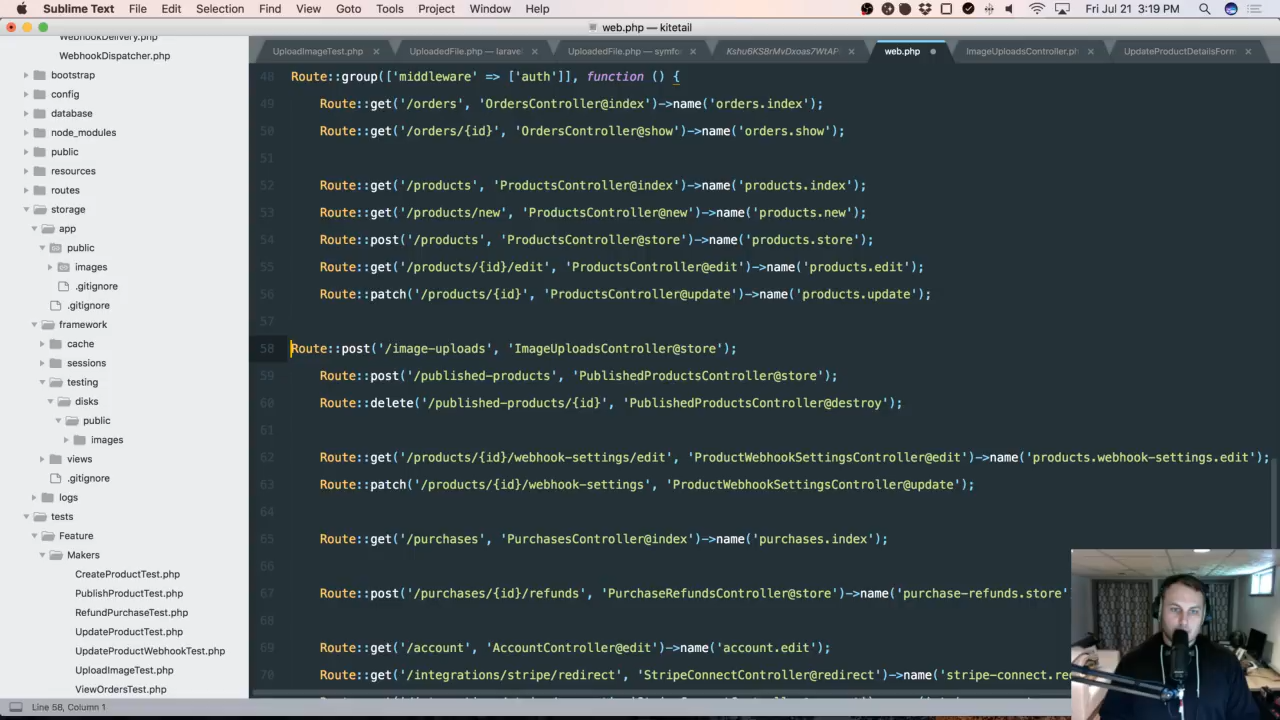 Sublime Text File Edit Selection Find View Goto Tools Project Window Help Fri Jul 21 3:19 PM
web.php — kitetail
UploadImageTest.php UploadedFile.php — larave UploadedFile.php — symfo Kshu6KS8rMvDxoas7WtAP web.php ImageUploadsController.ph UpdateProductDetailsForm
WebhookDelivery.php
WebhookDispatcher.php
bootstrap
config
database
node_modules
public
resources
routes
storage
app
public
images
.gitignore
.gitignore
framework
cache
sessions
testing
disks
public
images
views
.gitignore
logs
tests
Feature
Makers
CreateProductTest.php
PublishProductTest.php
RefundPurchaseTest.php
UpdateProductTest.php
UpdateProductWebhookTest.php
UploadImageTest.php
ViewOrdersTest.php
48 Route::group(['middleware' => ['auth']], function () {
49 Route::get('/orders', 'OrdersController@index')->name('orders.index');
50 Route::get('/orders/{id}', 'OrdersController@show')->name('orders.show');
51
52 Route::get('/products', 'ProductsController@index')->name('products.index');
53 Route::get('/products/new', 'ProductsController@new')->name('products.new');
54 Route::post('/products', 'ProductsController@store')->name('products.store');
55 Route::get('/products/{id}/edit', 'ProductsController@edit')->name('products.edit');
56 Route::patch('/products/{id}', 'ProductsController@update')->name('products.update');
57
58 Route::post('/image-uploads', 'ImageUploadsController@store');
59 Route::post('/published-products', 'PublishedProductsController@store');
60 Route::delete('/published-products/{id}', 'PublishedProductsController@destroy');
61
62 Route::get('/products/{id}/webhook-settings/edit', 'ProductWebhookSettingsController@edit')->name('products.webhook-settings.edit');
63 Route::patch('/products/{id}/webhook-settings', 'ProductWebhookSettingsController@update');
64
65 Route::get('/purchases', 'PurchasesController@index')->name('purchases.index');
66
67 Route::post('/purchases/{id}/refunds', 'PurchaseRefundsController@store')->name('purchase-refunds.store'
68
69 Route::get('/account', 'AccountController@edit')->name('account.edit');
70 Route::get('/integrations/stripe/redirect', 'StripeConnectController@redirect')->name('stripe-connect.re
Line 58, Column 1